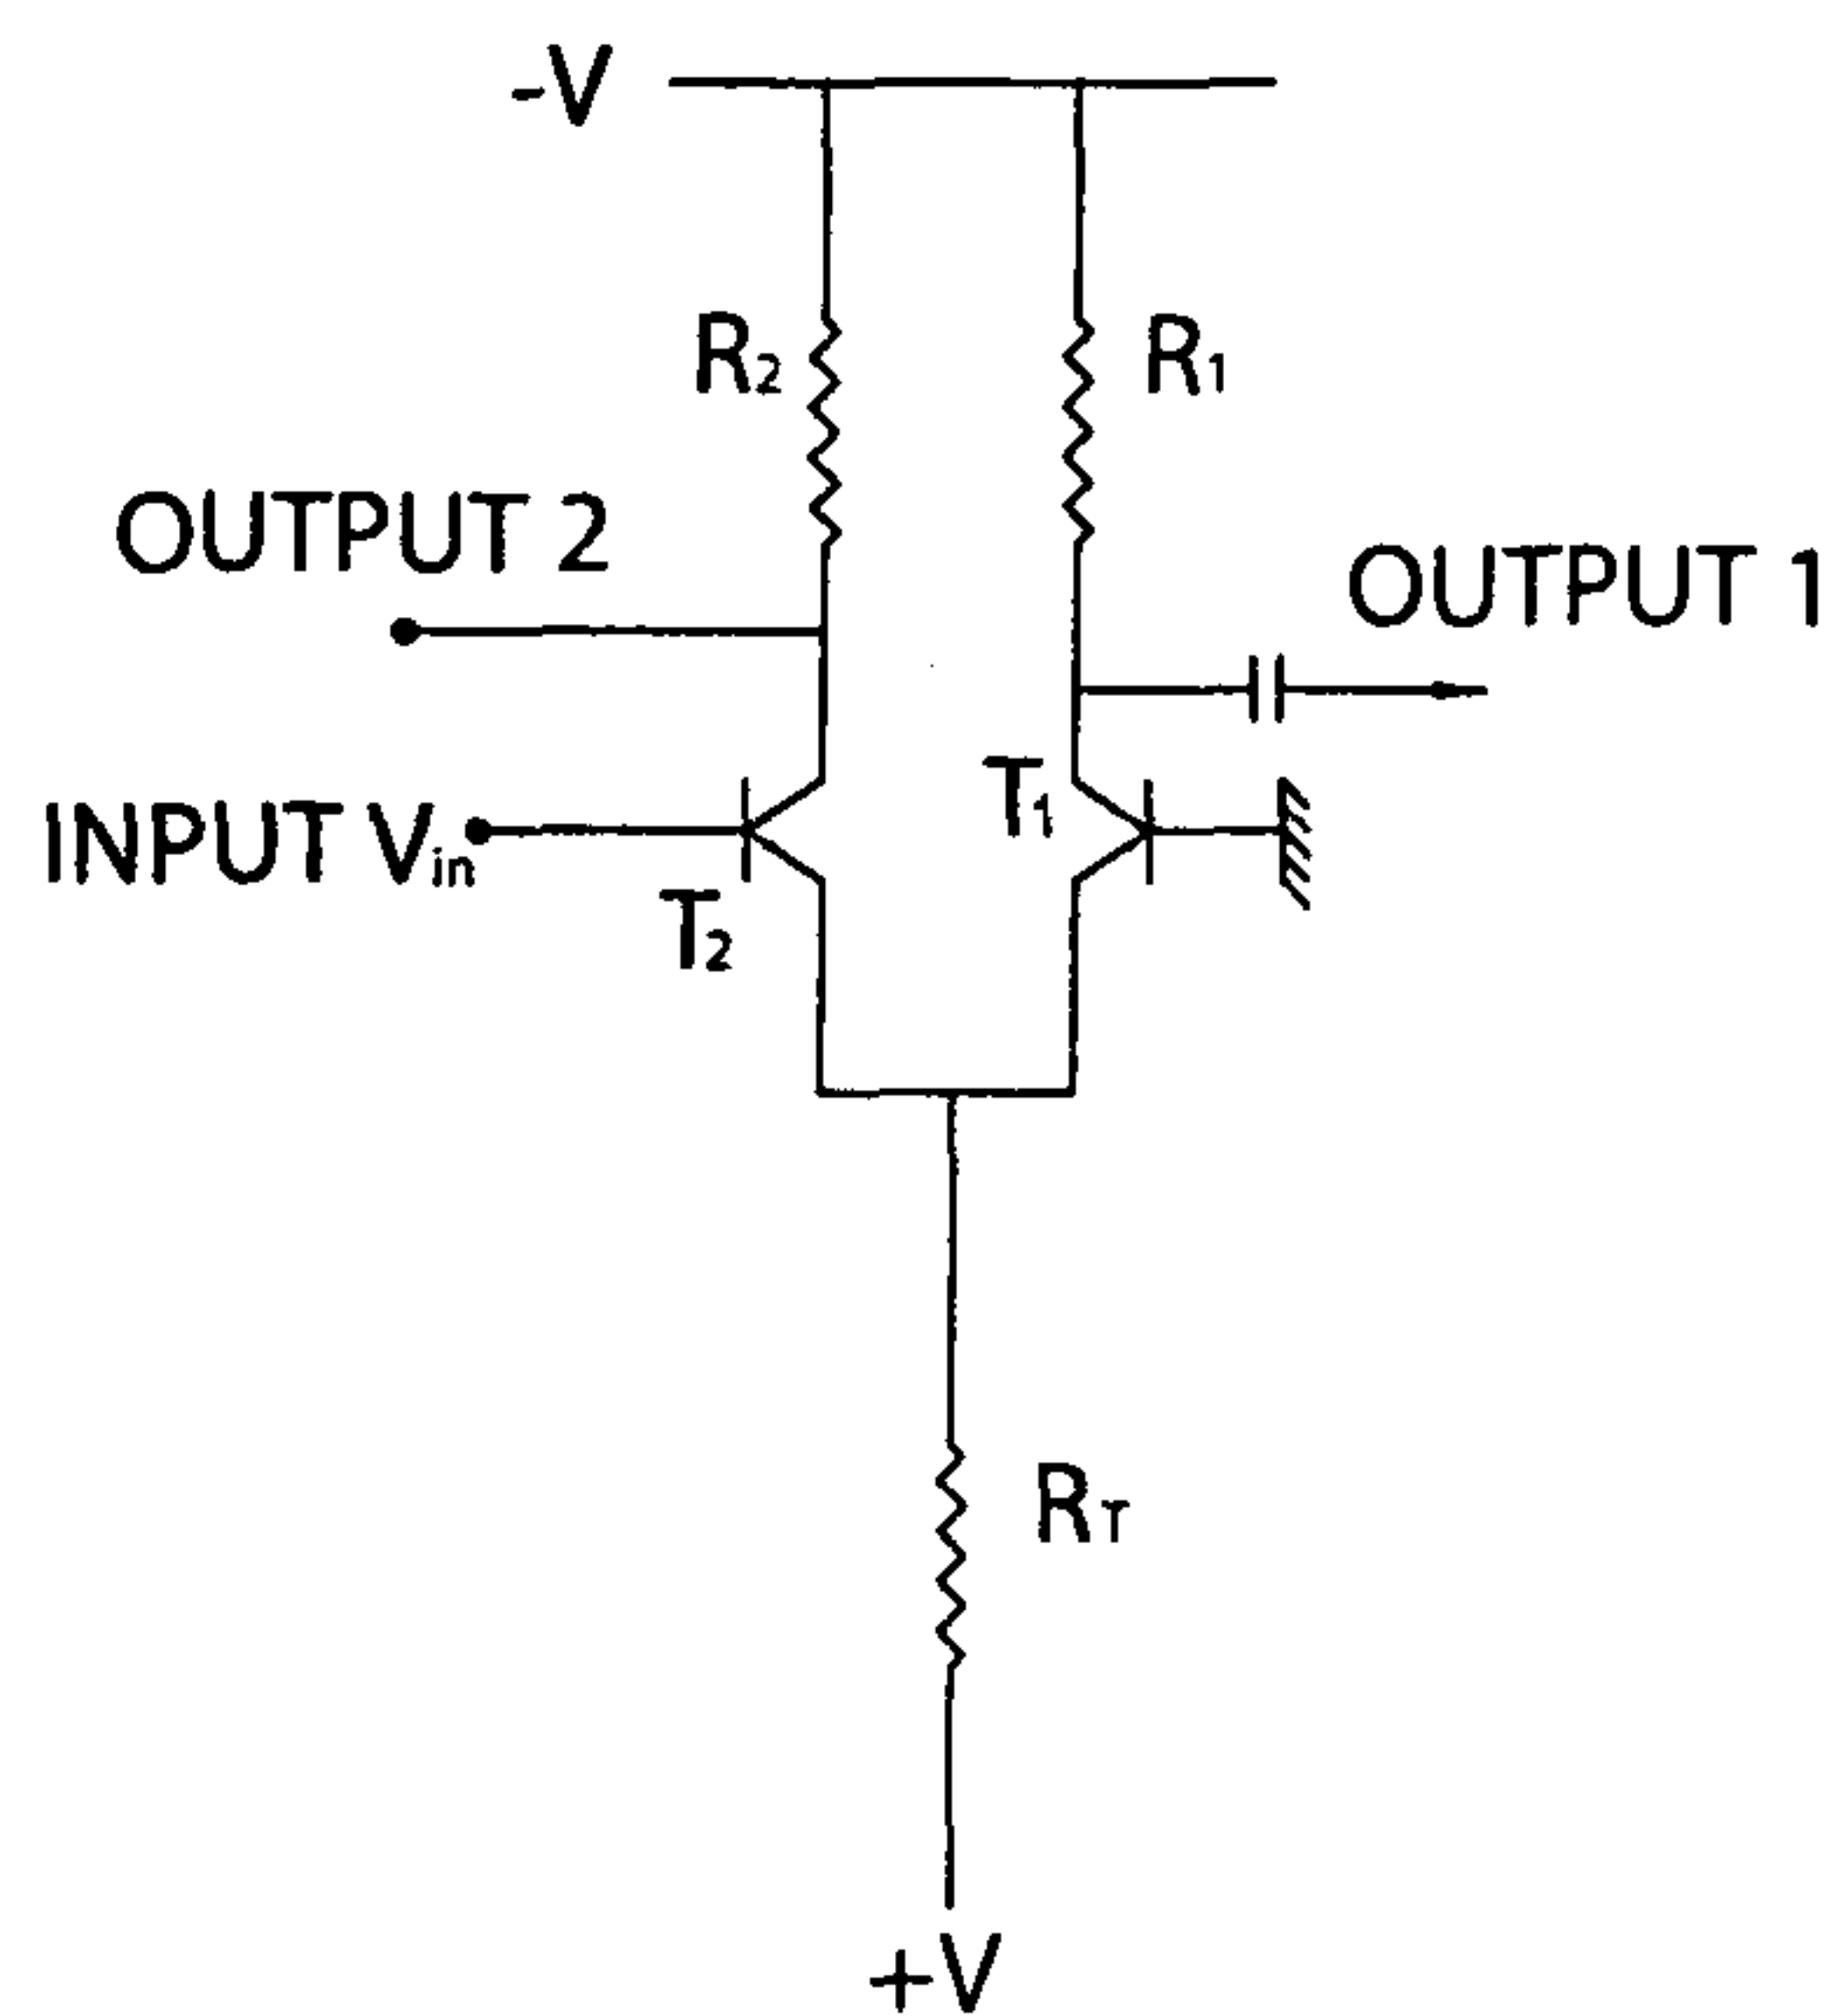 -V
R2
R1
OUTPUT 2
OUTPUT 1
T1
INPUT Vin
T2
RT
+V